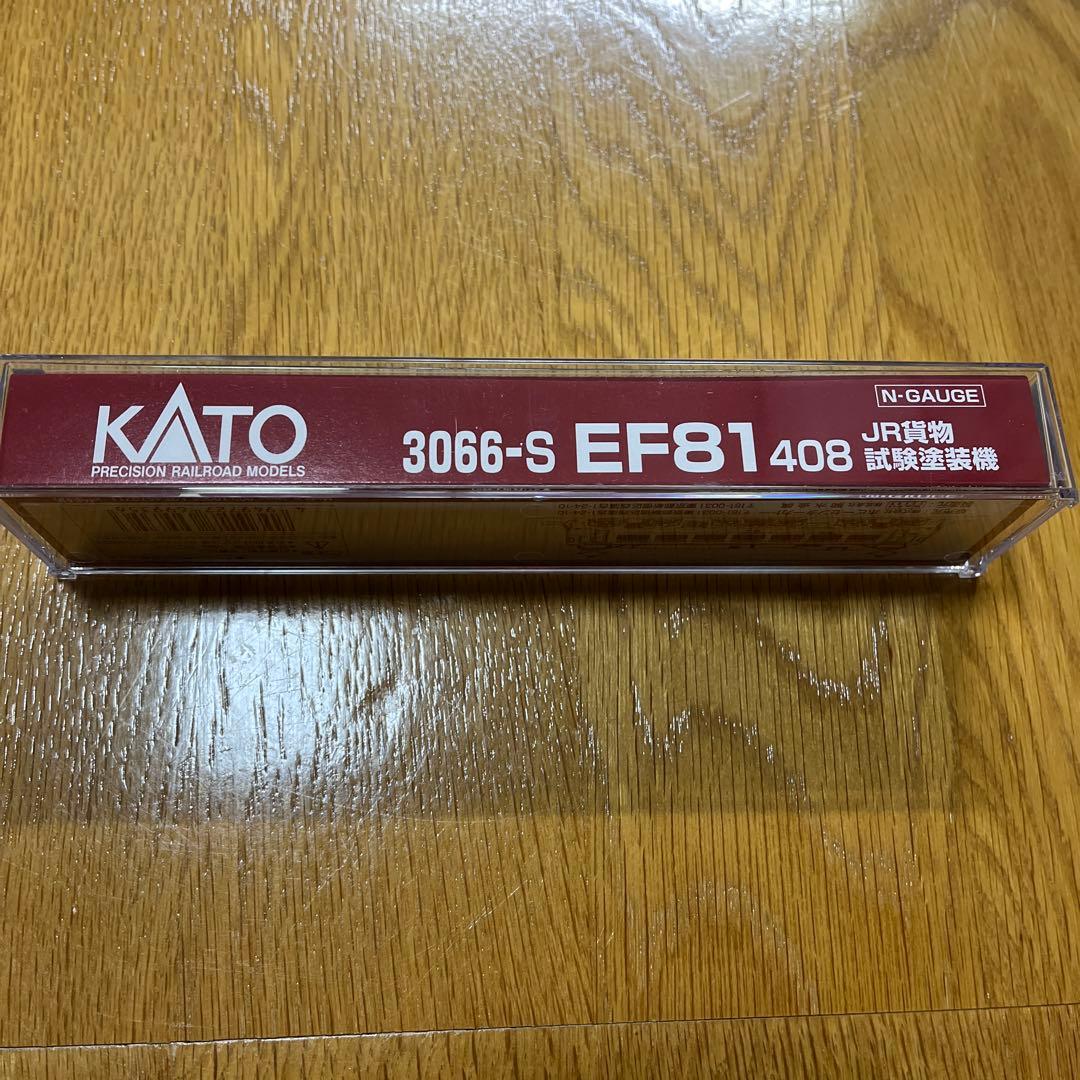 KATO
PRECISION RAILROAD MODELS
3066-S EF81 408
N-GAUGE
JR貨物
試験塗装機